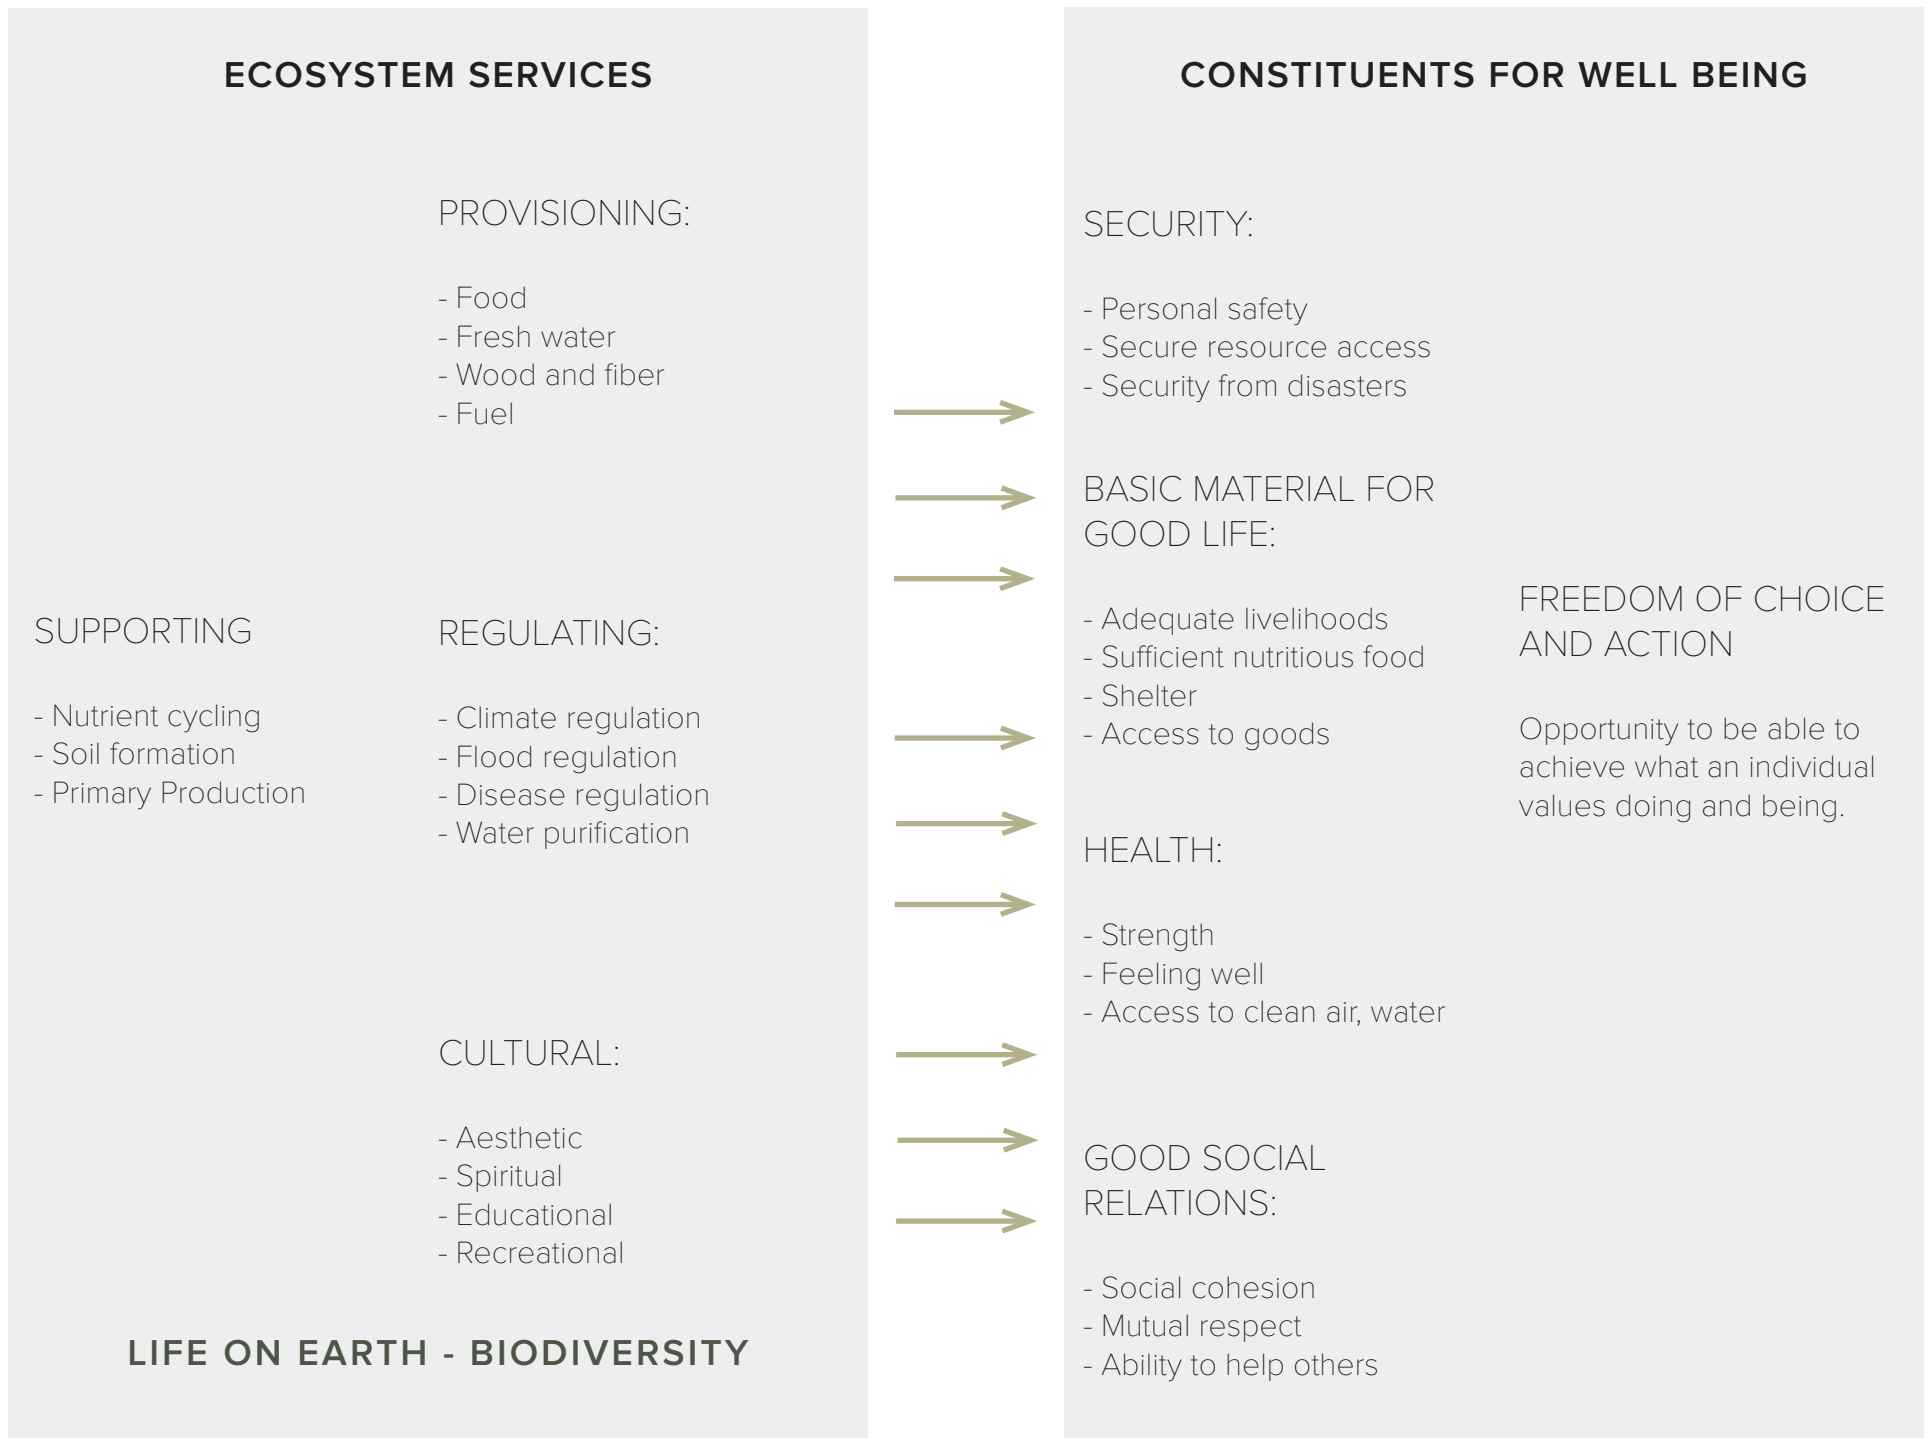 ECOSYSTEM SERVICES
PROVISIONING:
- Food
- Fresh water
- Wood and fiber
- Fuel
SUPPORTING
- Nutrient cycling
- Soil formation
- Primary Production
REGULATING:
- Climate regulation
- Flood regulation
- Disease regulation
- Water purification
CULTURAL:
- Aesthetic
- Spiritual
- Educational
- Recreational
LIFE ON EARTH - BIODIVERSITY
CONSTITUENTS FOR WELL BEING
SECURITY:
- Personal safety
- Secure resource access
- Security from disasters
BASIC MATERIAL FOR
GOOD LIFE:
- Adequate livelihoods
- Sufficient nutritious food
- Shelter
- Access to goods
HEALTH:
- Strength
- Feeling well
- Access to clean air, water
GOOD SOCIAL
RELATIONS:
- Social cohesion
- Mutual respect
- Ability to help others
FREEDOM OF CHOICE
AND ACTION
Opportunity to be able to
achieve what an individual
values doing and being.